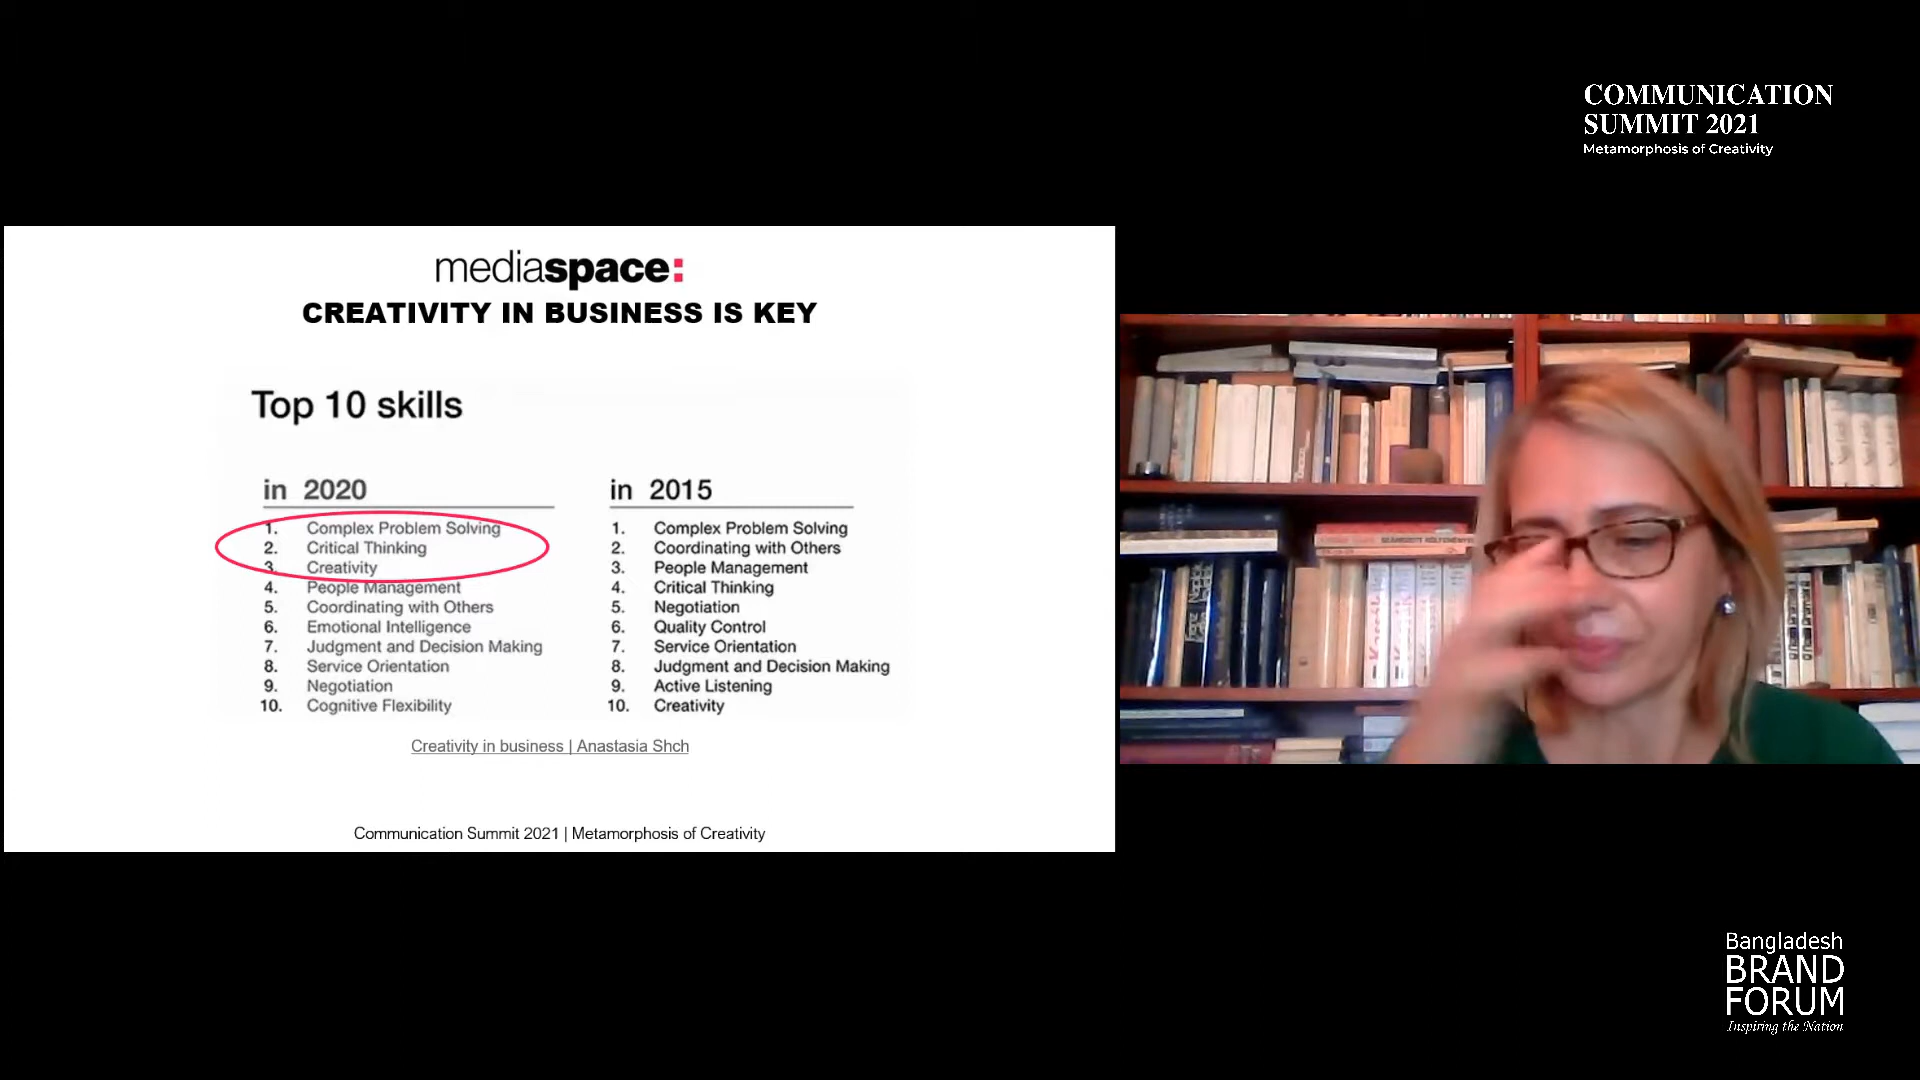 COMMUNICATION
SUMMIT 2021
Metamorphosis of Creativity
mediaspace:
CREATIVITY IN BUSINESS IS KEY
Top 10 skills
in 2020
1. Complex Problem Solving
2. Critical Thinking
3. Creativity
4. People Management
5. Coordinating with Others
6. Emotional Intelligence
7. Judgment and Decision Making
8. Service Orientation
9. Negotiation
10. Cognitive Flexibility
in 2015
1. Complex Problem Solving
2. Coordinating with Others
3. People Management
4. Critical Thinking
5. Negotiation
6. Quality Control
7. Service Orientation
8. Judgment and Decision Making
9. Active Listening
10. Creativity
Creativity in business | Anastasia Shch
Communication Summit 2021 | Metamorphosis of Creativity
Bangladesh
BRAND
FORUM
Inspiring the Nation